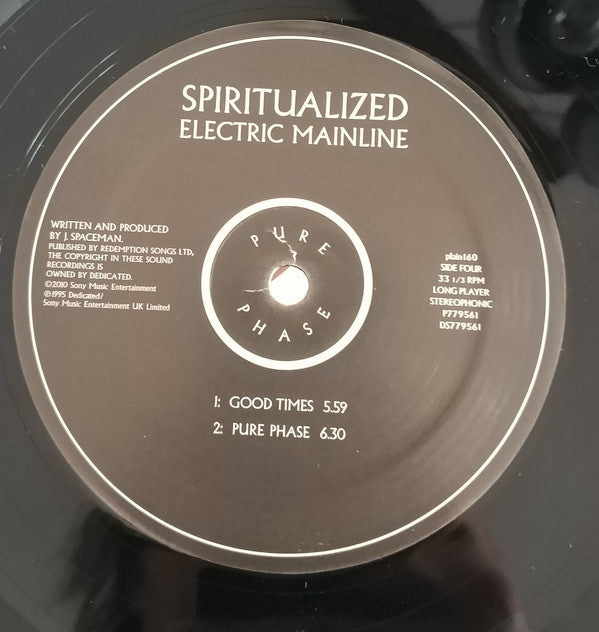 SPIRITUALIZED
ELECTRIC MAINLINE
WRITTEN AND PRODUCED
BY J. SPACEMAN.
PUBLISHED BY REDEMPTION SONGS LTD,
THE COPYRIGHT IN THESE SOUND
RECORDINGS IS
OWNED BY DEDICATED.
©2010 Sony Music Entertainment
℗1995 Dedicated/
Sony Music Entertainment UK Limited
PURE
PHASE
plain160
SIDE FOUR
33 1/3 RPM
LONG PLAYER
STEREOPHONIC
P779561
DS779561
1: GOOD TIMES 5.59
2: PURE PHASE 6.30